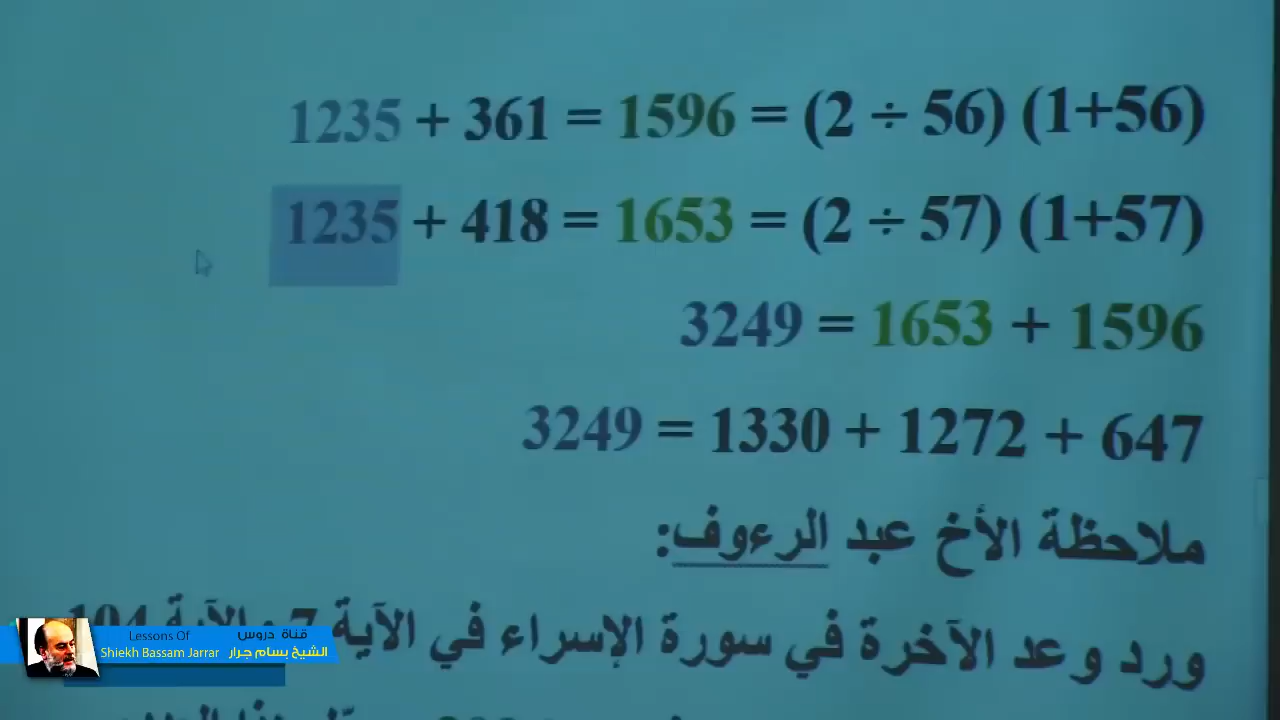 1235 + 361 = 1596 = (2 ÷ 56) (1+56)
1235 + 418 = 1653 = (2 ÷ 57) (1+57)
3249 = 1653 + 1596
3249 = 1330 + 1272 + 647
ملاحظة الأخ عبد الرءوف:
ورد وعد الآخرة في سورة الإسراء في الآية 7 والآية 104
Lessons Of
Shiekh Bassam Jarrar
قناة دروس
الشيخ بسام جرار